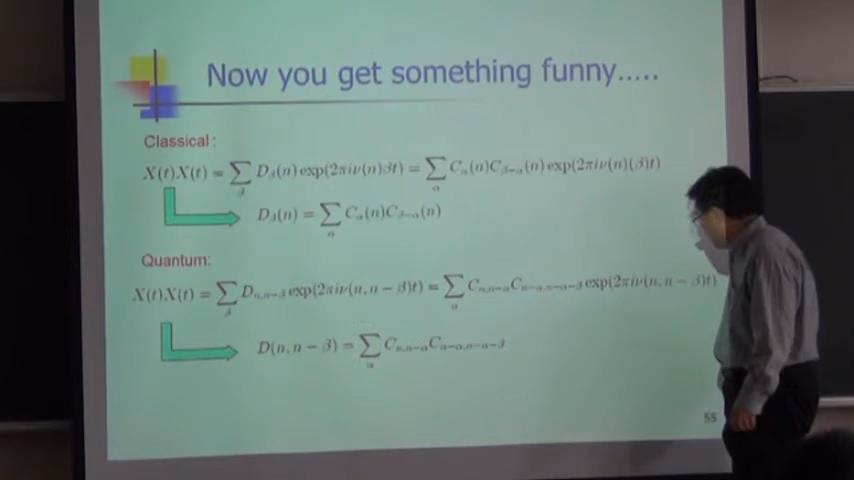 Now you get something funny.....
Classical:
X(t)X(t) = ∑_β D_β(n) exp(2πiν(n)βt) = ∑_α C_α(n)C_{β−α}(n) exp(2πiν(n)(β)t)
D_β(n) = ∑_α C_α(n)C_{β−α}(n)
Quantum:
X(t)X(t) = ∑_β D_{n,n−β} exp(2πiν(n, n − β)t) = ∑_α C_{n,n−α}C_{n−α,n−α−β} exp(2πiν(n, n − β)t)
D(n, n − β) = ∑_α C_{n,n−α}C_{n−α,n−α−β}
55